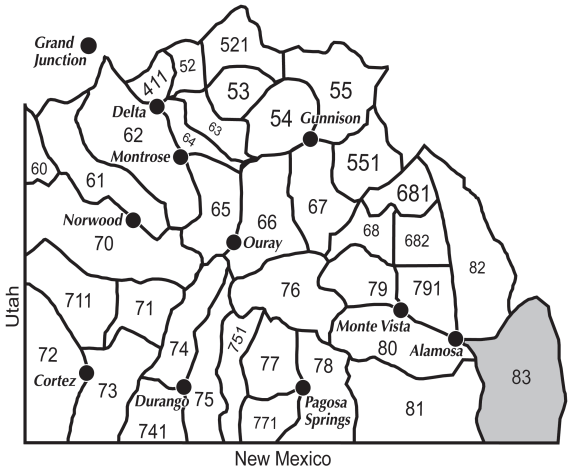 521
Grand
Junction
52
411
53
55
Delta
54
Gunnison
62
64
63
Montrose
551
60
61
681
65
66
67
Norwood
68
682
70
Ouray
82
711
71
76
79
791
Utah
Monte Vista
72
74
751
77
78
80
Alamosa
Cortez
73
Durango
75
Pagosa
Springs
83
81
741
771
New Mexico